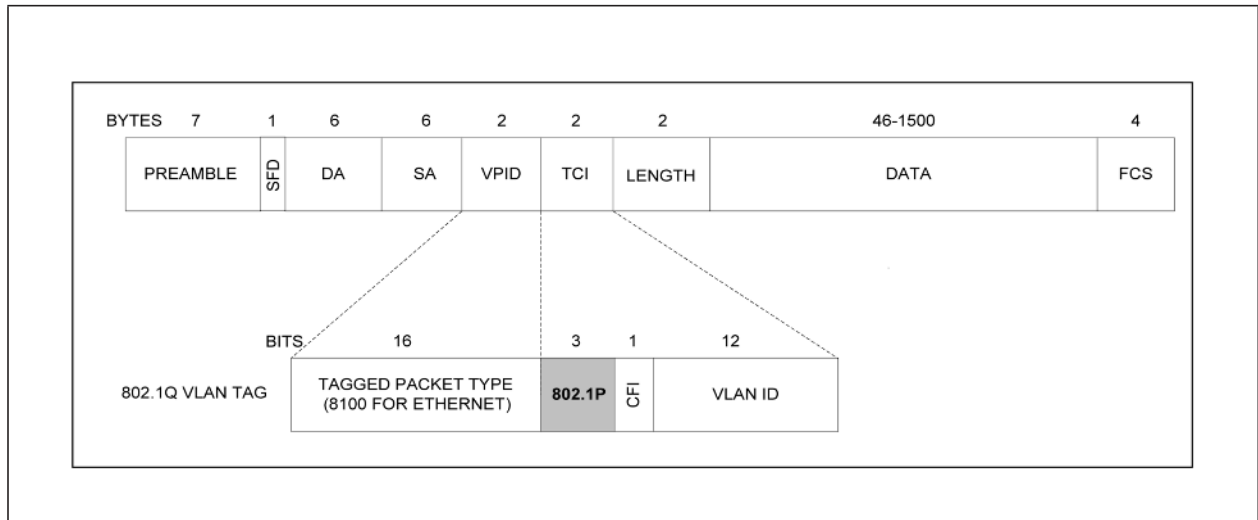 BYTES 7 1 6 6 2 2 2 46-1500 4
PREAMBLE SFD DA SA VPID TCI LENGTH DATA FCS
BITS 16 3 1 12
802.1Q VLAN TAG TAGGED PACKET TYPE (8100 FOR ETHERNET) 802.1P CFI VLAN ID